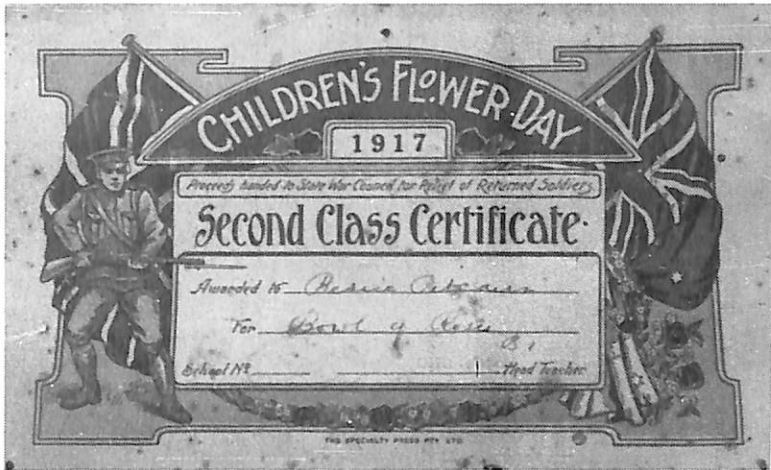 CHILDREN'S FLOWER DAY
1917
Proceeds handed to State War Council for Relief of Returned Soldiers
Second Class Certificate
Awarded to
For Bowl of Roses
School No. Head Teacher
THE SPECIALTY PRESS PTY LTD